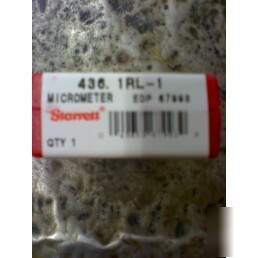 436. 1RL-1
MICROMETER EDP 67993
Starrett
QTY 1